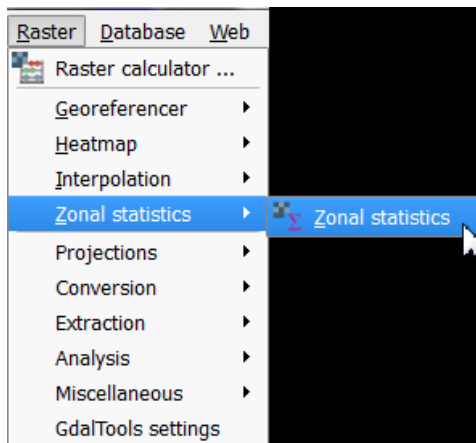 Raster Database Web
Raster calculator ...
Georeferencer
Heatmap
Interpolation
Zonal statistics Zonal statistics
Projections
Conversion
Extraction
Analysis
Miscellaneous
GdalTools settings